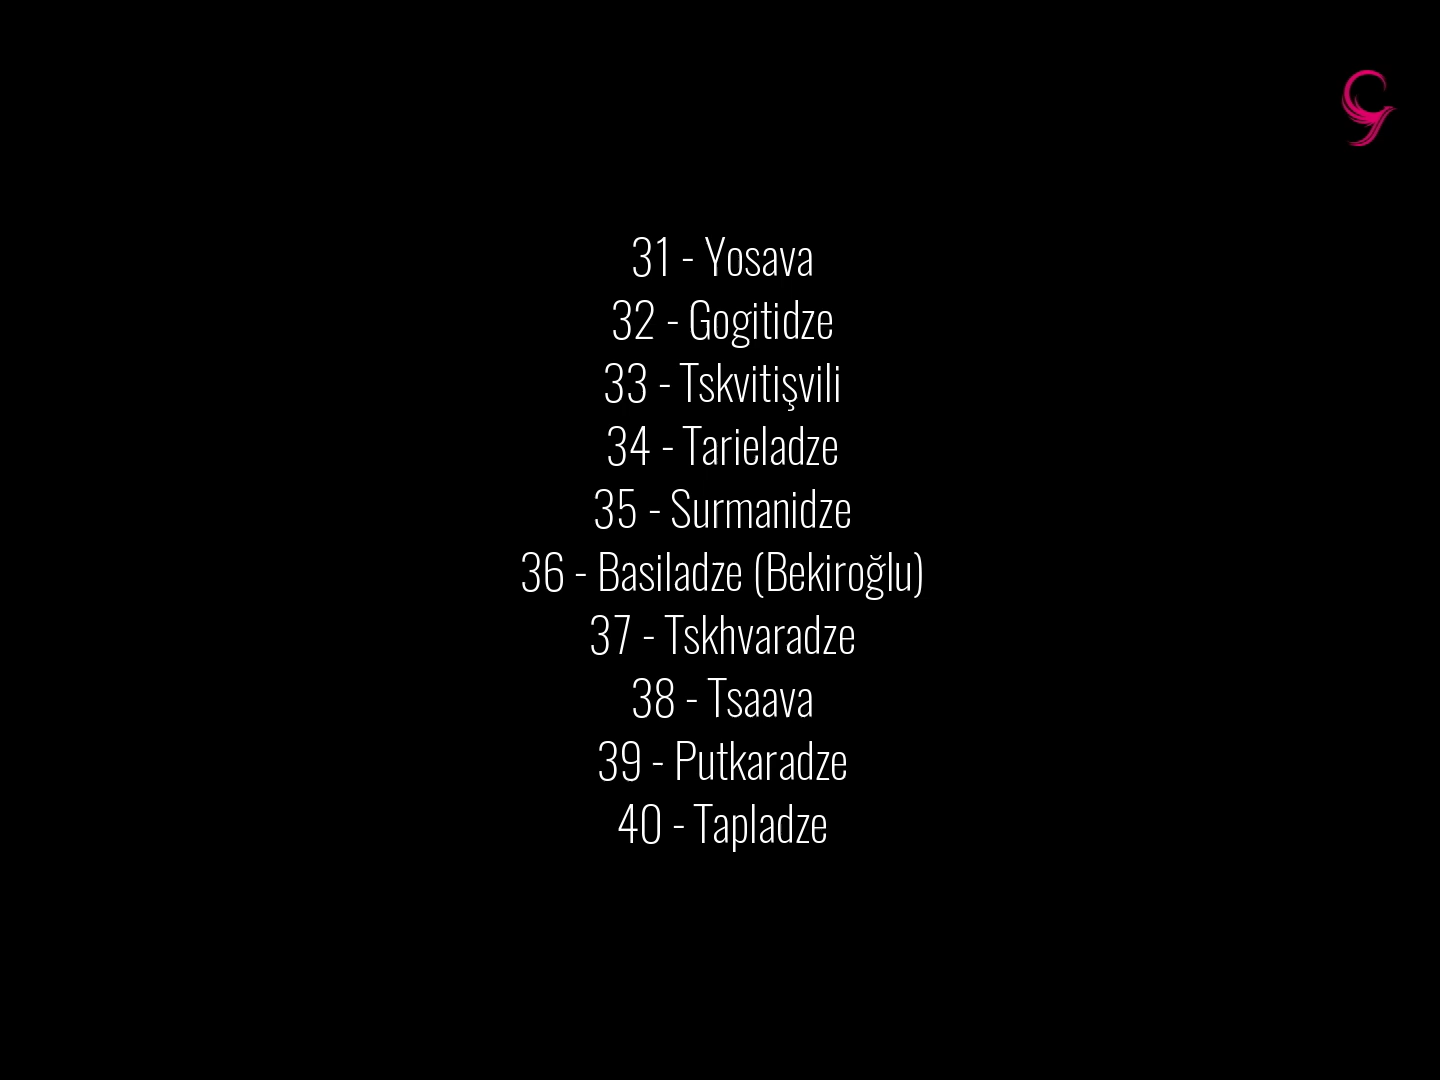 31 - Yosava
32 - Gogitidze
33 - Tskvitişvili
34 - Tarieladze
35 - Surmanidze
36 - Basiladze (Bekiroğlu)
37 - Tskhvaradze
38 - Tsaava
39 - Putkaradze
40 - Tapladze